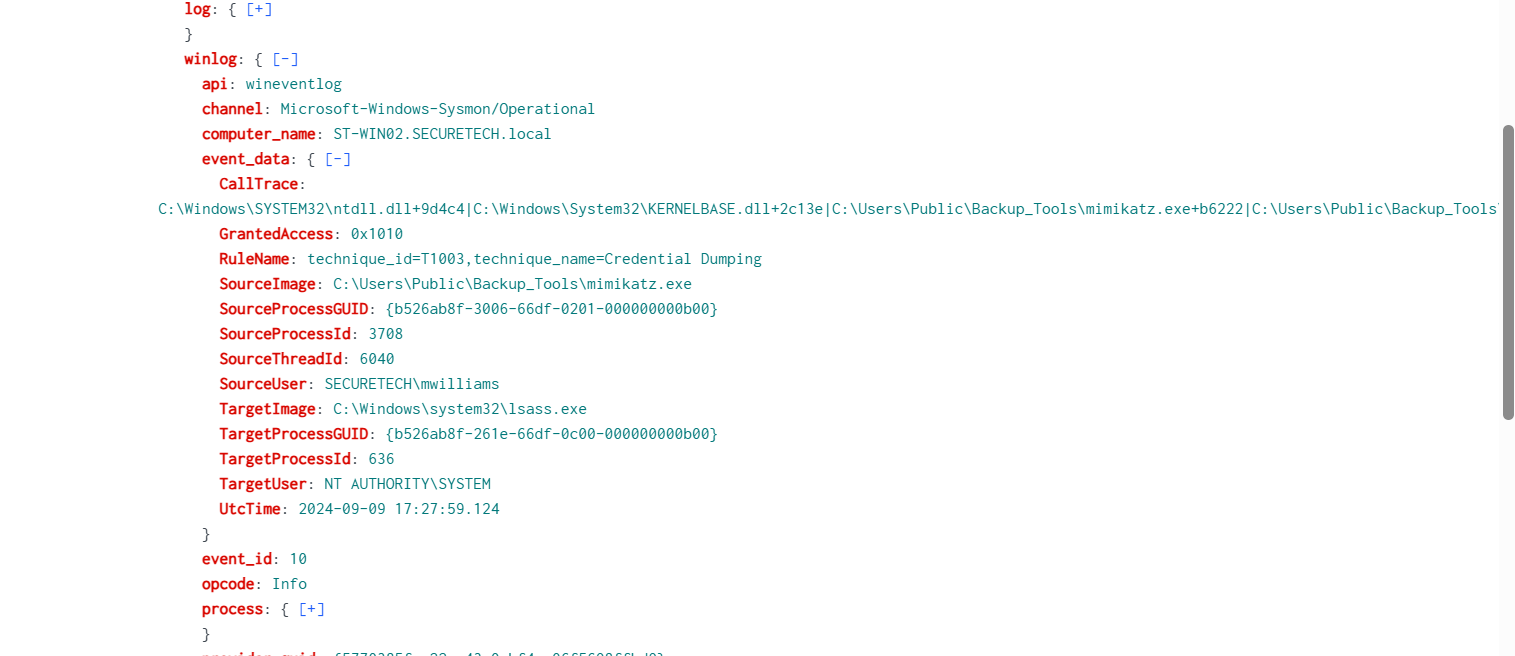 log: { [+]
}
winlog: { [-]
api: wineventlog
channel: Microsoft-Windows-Sysmon/Operational
computer_name: ST-WIN02.SECURETECH.local
event_data: { [-]
CallTrace:
C:\Windows\SYSTEM32\ntdll.dll+9d4c4|C:\Windows\System32\KERNELBASE.dll+2c13e|C:\Users\Public\Backup_Tools\mimikatz.exe+b6222|C:\Users\Public\Backup_Tools\
GrantedAccess: 0x1010
RuleName: technique_id=T1003,technique_name=Credential Dumping
SourceImage: C:\Users\Public\Backup_Tools\mimikatz.exe
SourceProcessGUID: {b526ab8f-3006-66df-0201-000000000b00}
SourceProcessId: 3708
SourceThreadId: 6040
SourceUser: SECURETECH\mwilliams
TargetImage: C:\Windows\system32\lsass.exe
TargetProcessGUID: {b526ab8f-261e-66df-0c00-000000000b00}
TargetProcessId: 636
TargetUser: NT AUTHORITY\SYSTEM
UtcTime: 2024-09-09 17:27:59.124
}
event_id: 10
opcode: Info
process: { [+]
}